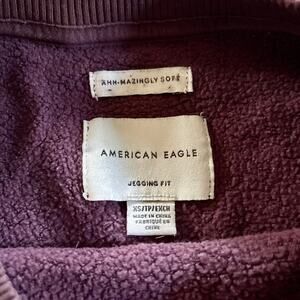 AHH-MAZINGLY SOFT
AMERICAN EAGLE
JEGGING FIT
XS/TP/EXCH
MADE IN CHINA
FABRIQUÉ EN
CHINE